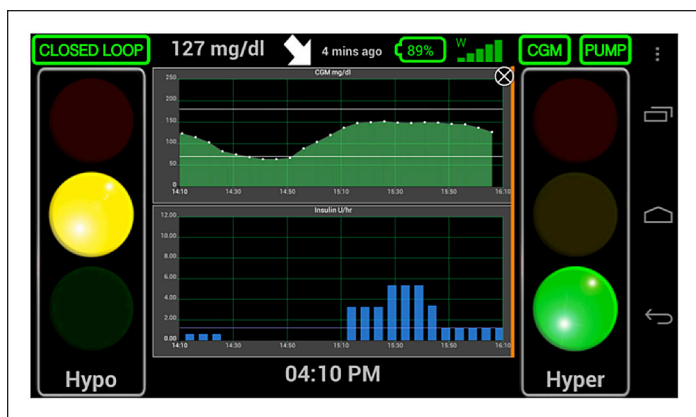 CLOSED LOOP
127 mg/dl
4 mins ago
89%
W
CGM
PUMP
CGM mg/dl
250
200
150
100
50
0
14:10 14:30 14:50 15:10 15:30 15:50 16:10
Insulin U/hr
12.00
10.00
8.00
6.00
4.00
2.00
0.00
14:10 14:30 14:50 15:10 15:30 15:50 16:10
Hypo
04:10 PM
Hyper